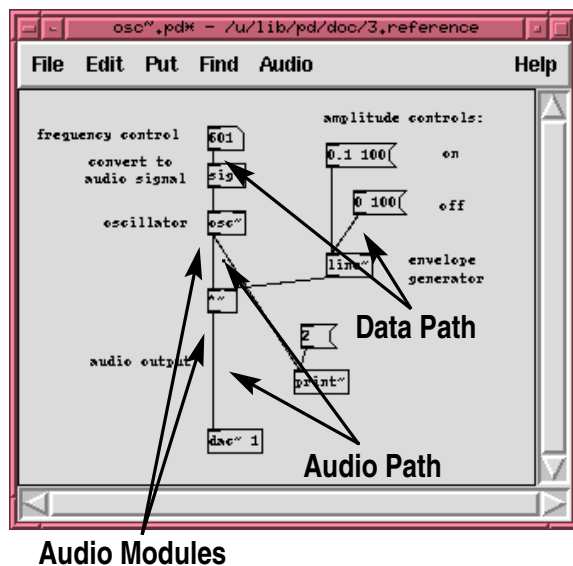 osc~.pd* - /u/lib/pd/doc/3.reference
File Edit Put Find Audio Help
amplitude controls:
frequency control
601
0.1 100
on
convert to
audio signal
sig~
0 100
off
oscillator
osc~
line~
envelope
generator
*~
Data Path
2
audio output
print~
dac~ 1
Audio Path
Audio Modules